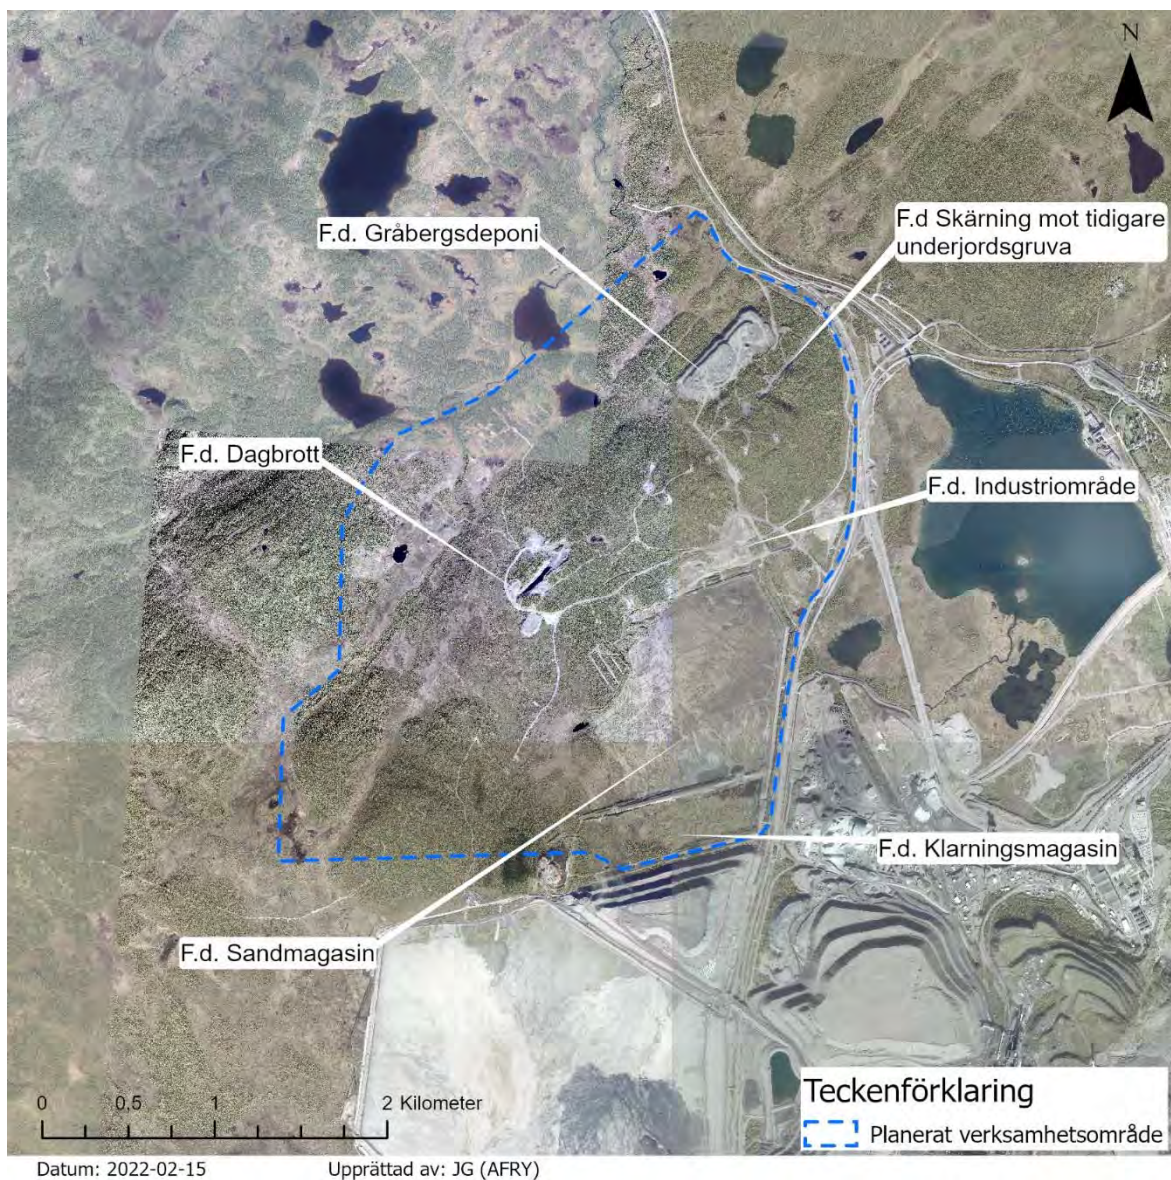 N
F.d. Gråbergsdeponi
F.d Skärning mot tidigare
underjordsgruva
F.d. Dagbrott
F.d. Industriområde
F.d. Klarningsmagasin
F.d. Sandmagasin
0 0,5 1 2 Kilometer
Teckenförklaring
Planerat verksamhetsområde
Datum: 2022-02-15 Upprättad av: JG (AFRY)